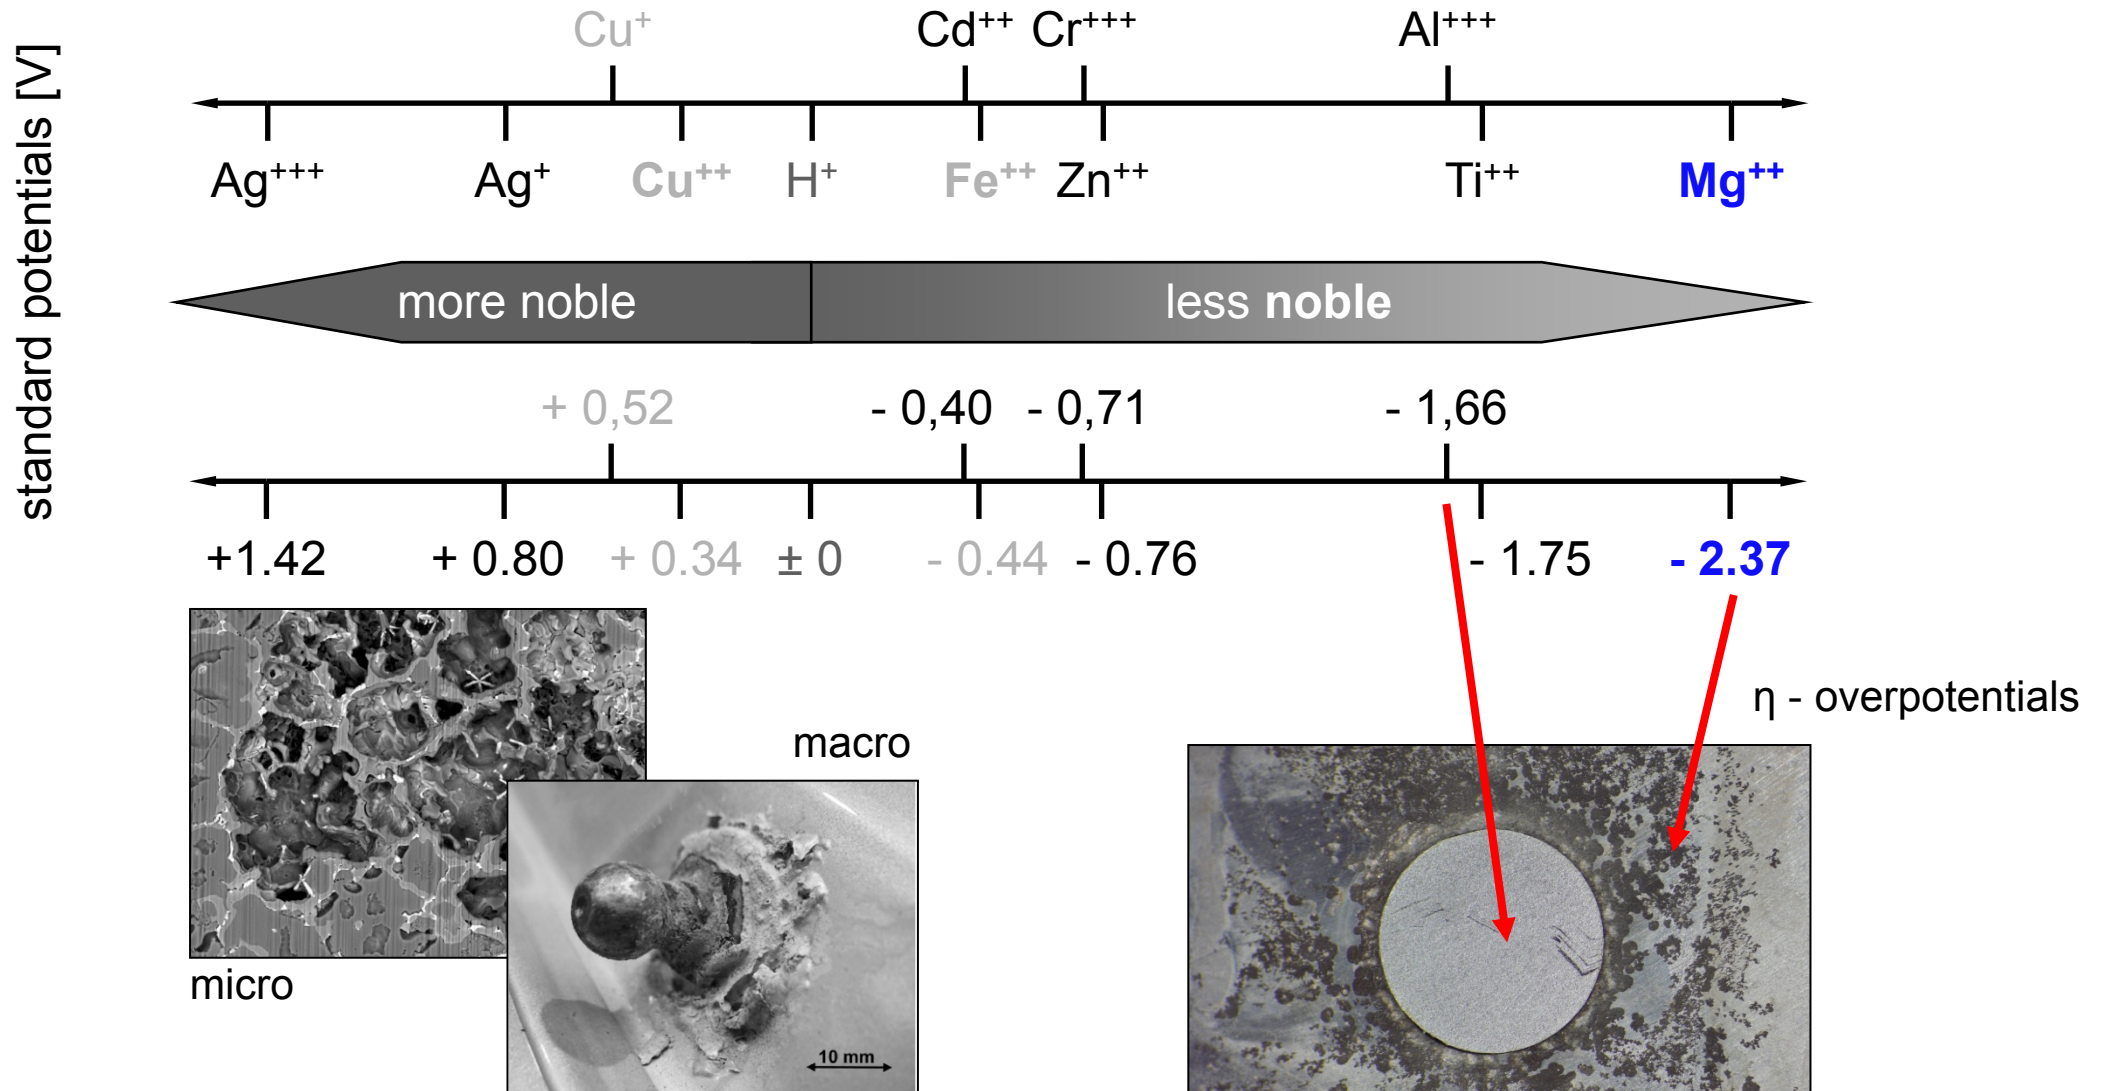 standard potentials [V]
Cu⁺ Cd⁺⁺ Cr⁺⁺⁺ Al⁺⁺⁺
Ag⁺⁺⁺ Ag⁺ Cu⁺⁺ H⁺ Fe⁺⁺ Zn⁺⁺ Ti⁺⁺ Mg⁺⁺
more noble less noble
+ 0,52 - 0,40 - 0,71 - 1,66
+1.42 + 0.80 + 0.34 ± 0 - 0.44 - 0.76 - 1.75 - 2.37
η - overpotentials
macro
micro
10 mm